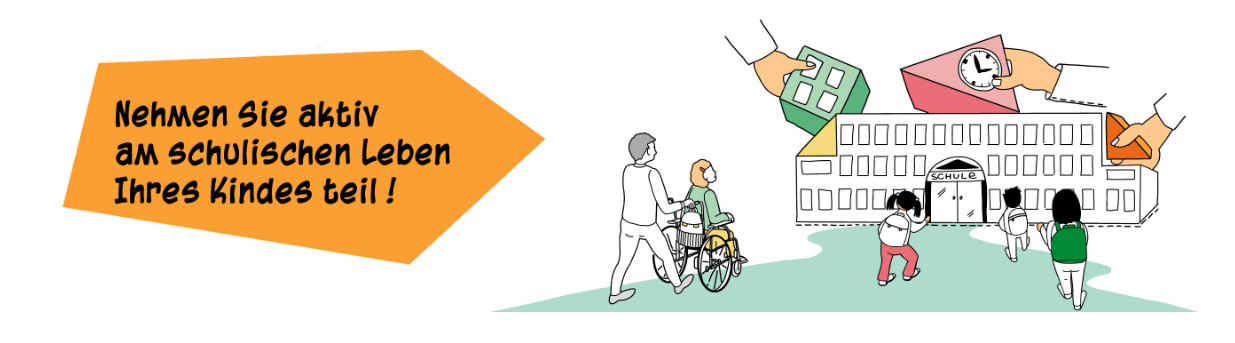 Nehmen Sie aktiv
am schulischen Leben
Ihres Kindes teil!
SCHULE